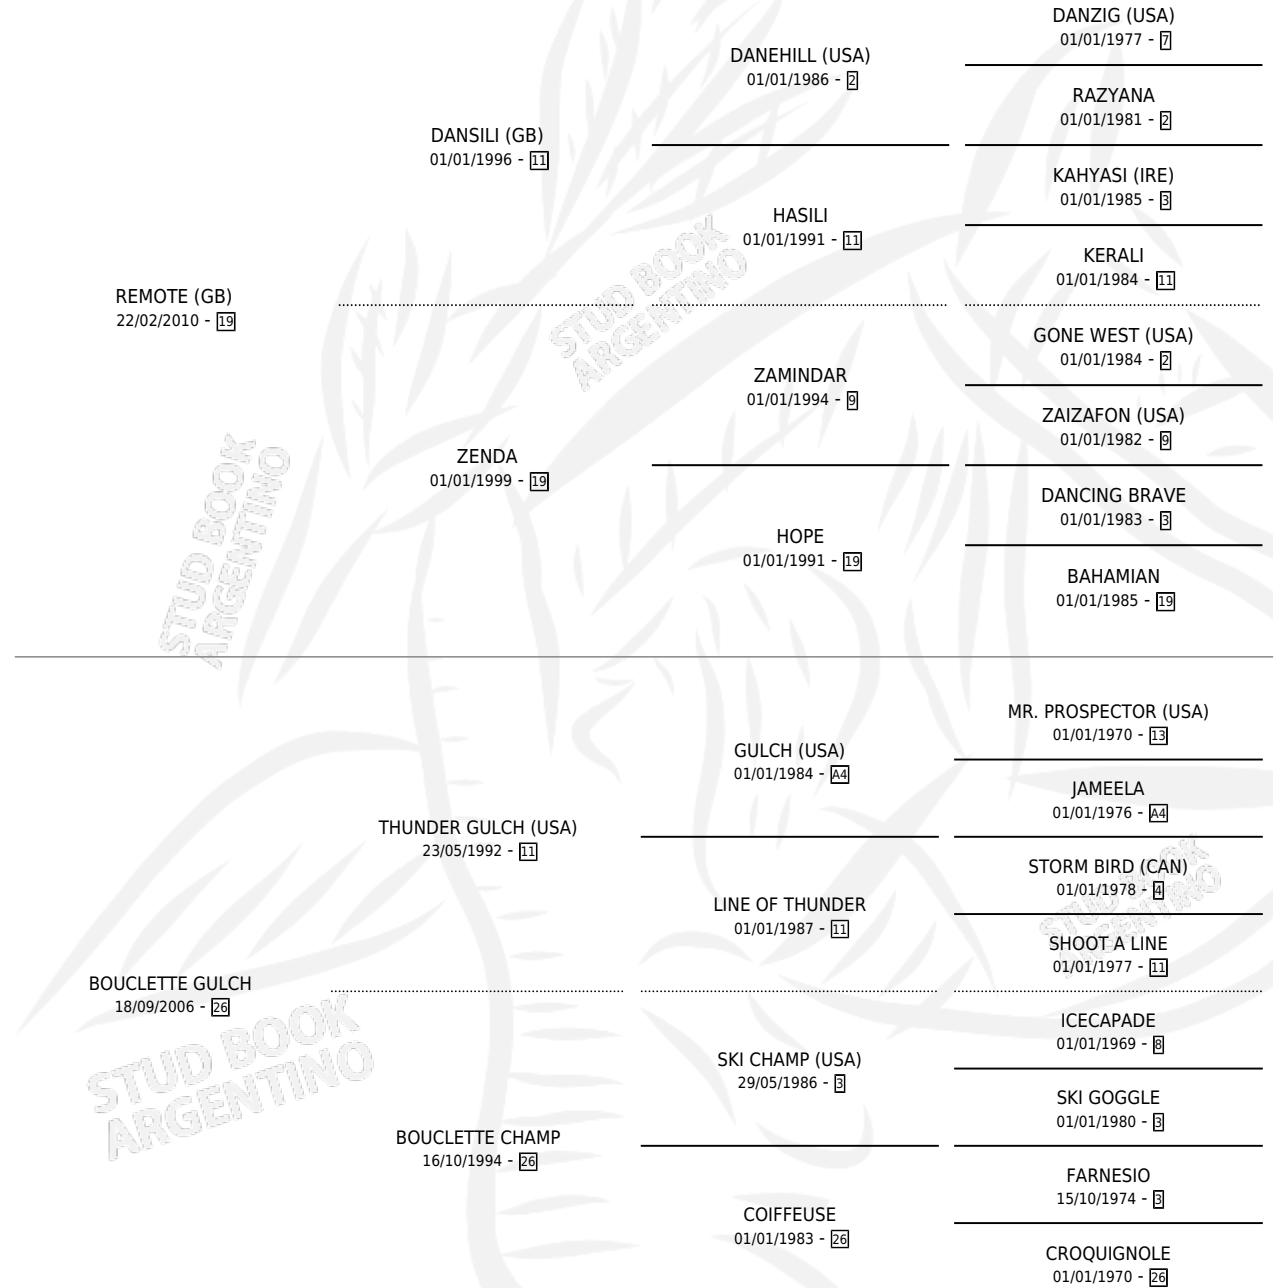 DANZIG (USA)
01/01/1977 - 7
DANEHILL (USA)
01/01/1986 - 2
RAZYANA
01/01/1981 - 2
DANSILI (GB)
01/01/1996 - 11
KAHYASI (IRE)
01/01/1985 - 3
HASILI
01/01/1991 - 11
KERALI
01/01/1984 - 11
REMOTE (GB)
22/02/2010 - 19
GONE WEST (USA)
01/01/1984 - 2
ZAMINDAR
01/01/1994 - 9
ZAIZAFON (USA)
01/01/1982 - 9
ZENDA
01/01/1999 - 19
DANCING BRAVE
01/01/1983 - 3
HOPE
01/01/1991 - 19
BAHAMIAN
01/01/1985 - 19
MR. PROSPECTOR (USA)
01/01/1970 - 13
GULCH (USA)
01/01/1984 - A4
JAMEELA
01/01/1976 - A4
THUNDER GULCH (USA)
23/05/1992 - 11
STORM BIRD (CAN)
01/01/1978 - 4
LINE OF THUNDER
01/01/1987 - 11
SHOOT A LINE
01/01/1977 - 11
BOUCLETTE GULCH
18/09/2006 - 26
ICECAPADE
01/01/1969 - 8
SKI CHAMP (USA)
29/05/1986 - 3
SKI GOGGLE
01/01/1980 - 3
BOUCLETTE CHAMP
16/10/1994 - 26
FARNESIO
15/10/1974 - 3
COIFFEUSE
01/01/1983 - 26
CROQUIGNOLE
01/01/1970 - 26
STUD BOOK
ARGENTINO
STUD BOOK
ARGENTINO
STUD BOOK
ARGENTINO
STUD BOOK
ARGENTINO